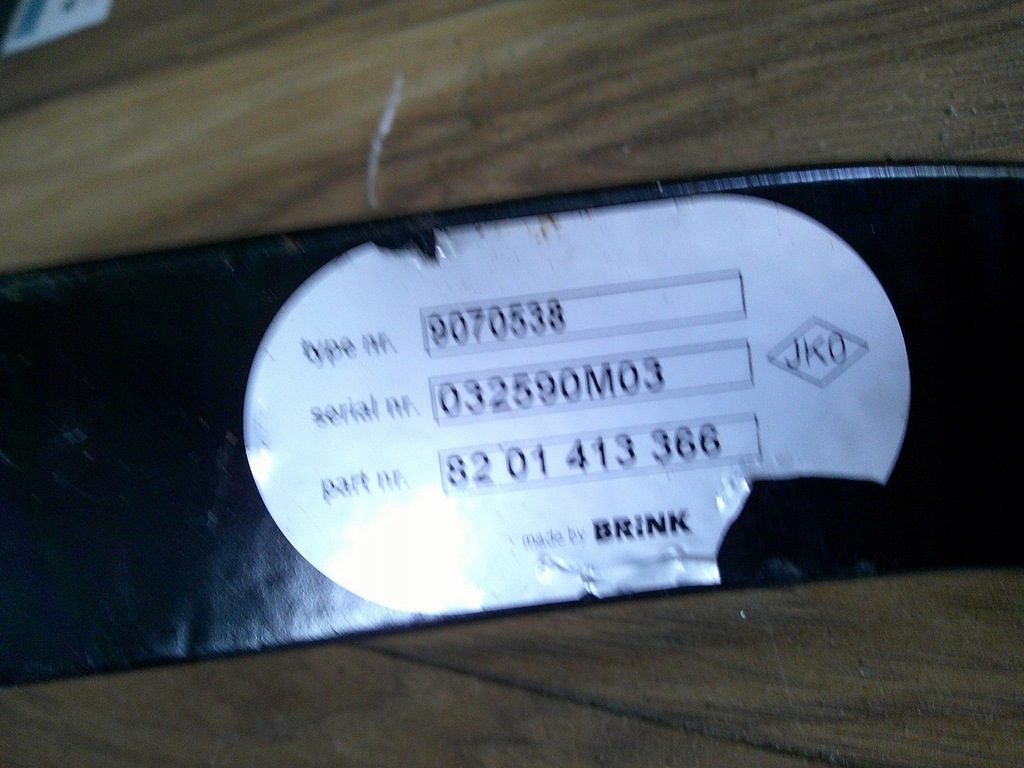 type nr. 9070538
serial nr. 032590M03
JKO
part nr. 82 01 413 366
made by BRINK